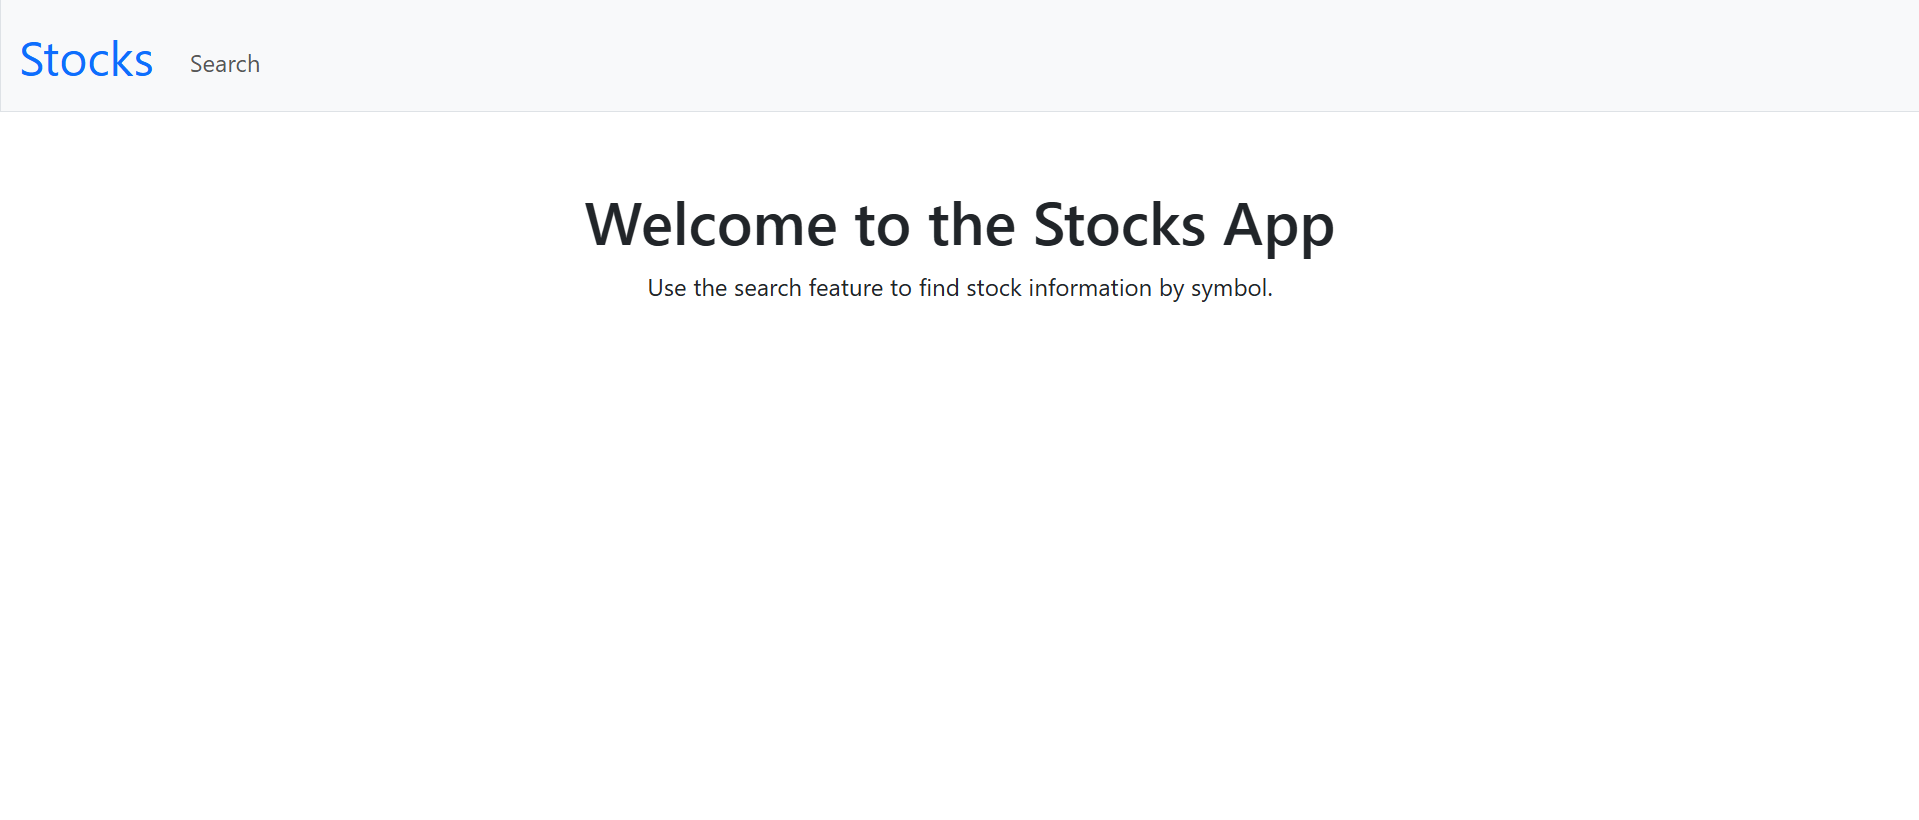 Stocks Search
Welcome to the Stocks App
Use the search feature to find stock information by symbol.